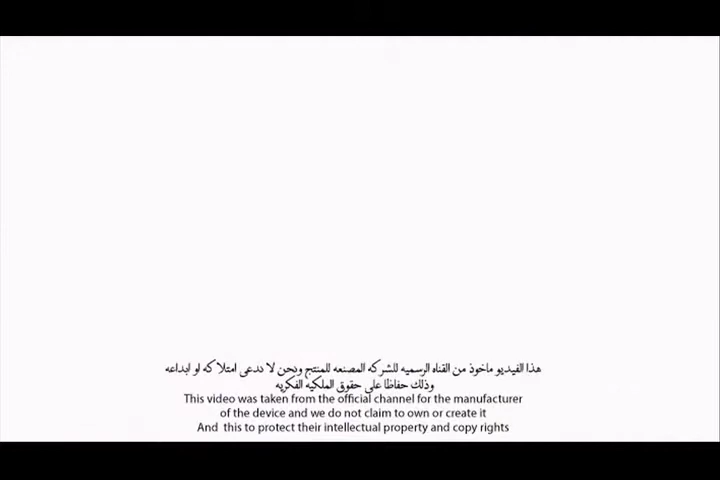 هذا الفيديو ماخوذ من القناه الرسميه للشركه المصنعه للمنتج ونحن لا ندعى امتلاكه او ابداعه
وذلك حفاظا على حقوق الملكيه الفكريه
This video was taken from the official channel for the manufacturer
of the device and we do not claim to own or create it
And  this to protect their intellectual property and copy rights